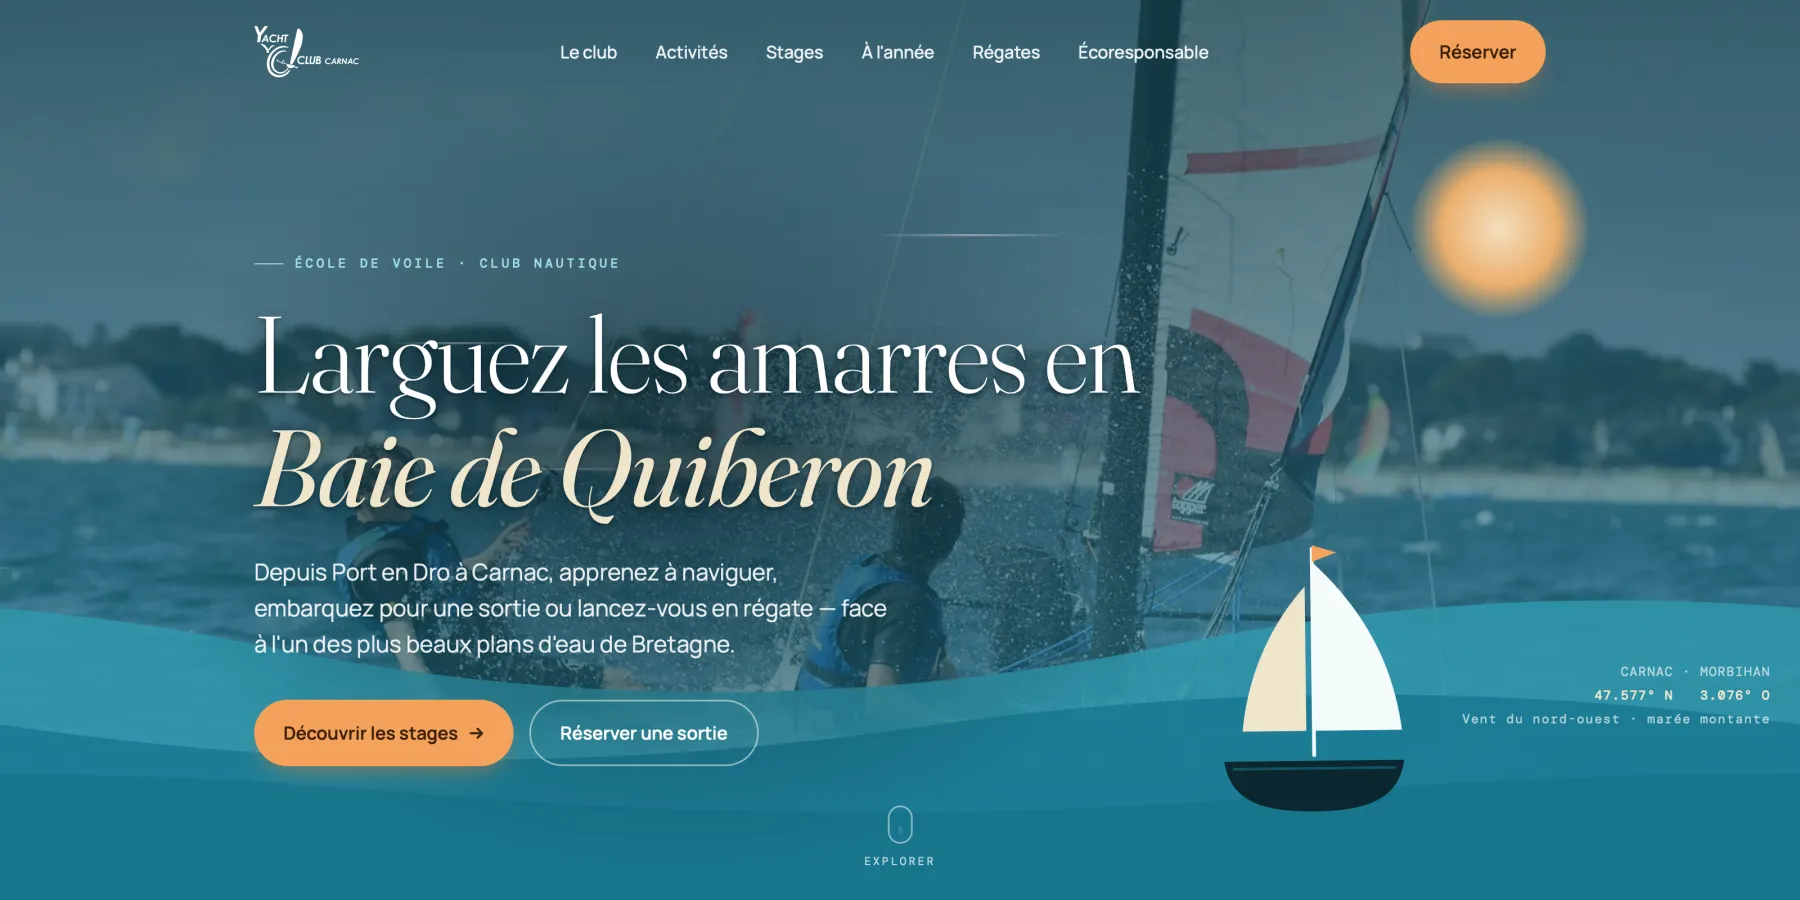 YACHT
CLUB CARNAC
Le club
Activités
Stages
À l'année
Régates
Écoresponsable
Réserver
ÉCOLE DE VOILE · CLUB NAUTIQUE
Larguez les amarres en
Baie de Quiberon
Depuis Port en Dro à Carnac, apprenez à naviguer,
embarquez pour une sortie ou lancez-vous en régate — face
à l'un des plus beaux plans d'eau de Bretagne.
Découvrir les stages →
Réserver une sortie
CARNAC · MORBIHAN
47.577° N 3.076° O
Vent du nord-ouest · marée montante
EXPLORER
topper